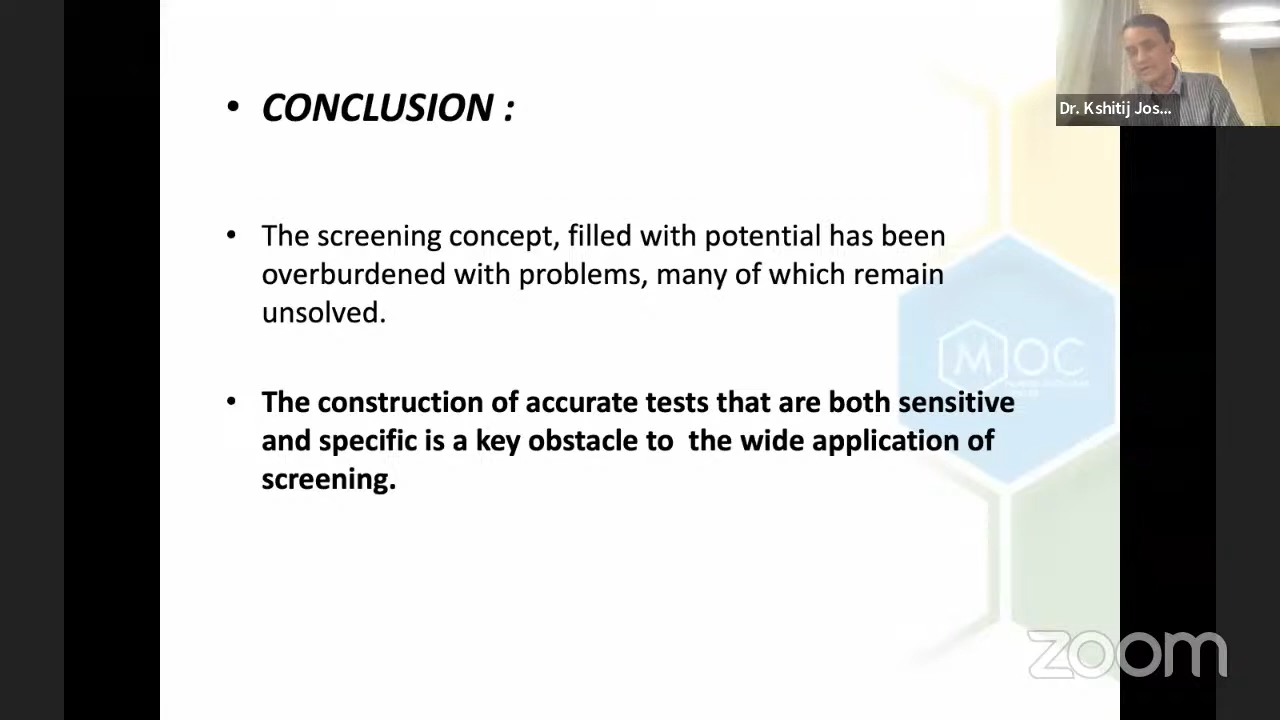 • CONCLUSION :
Dr. Kshitij Jos...
• The screening concept, filled with potential has been
overburdened with problems, many of which remain
unsolved.
MOC
• The construction of accurate tests that are both sensitive
and specific is a key obstacle to  the wide application of
screening.
zoom